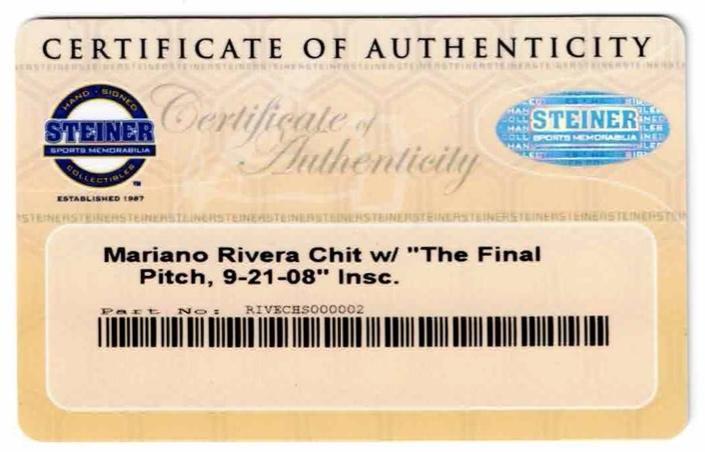 CERTIFICATE OF AUTHENTICITY
HAND · SIGNED
STEINER
SPORTS MEMORABILIA
COLLECTIBLES
™
ESTABLISHED 1987
Certificate of
Authenticity
STEINER
SPORTS MEMORABILIA
Mariano Rivera Chit w/ "The Final
Pitch, 9-21-08" Insc.
Part No: RIVECHS000002